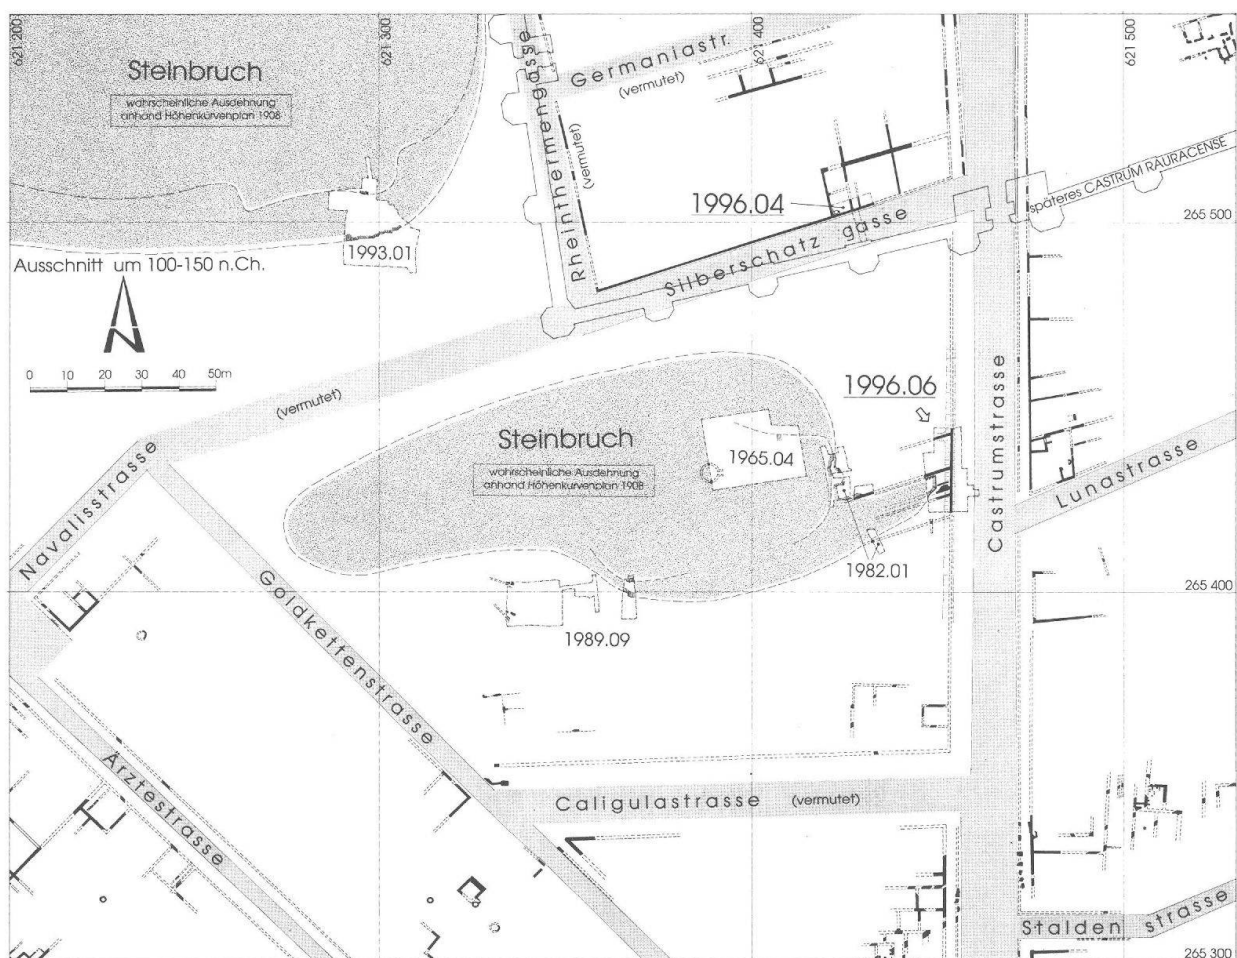 621 200
621 300
621 400
621 500
Steinbruch
wahrscheinliche Ausdehnung
anhand Höhenkurvenplan 1908
Germaniastr.
(vermutet)
Rheinthermengasse
(vermutet)
1996.04
Silberschatz gasse
späteres CASTRUM RAURACENSE
265 500
1993.01
Ausschnitt um 100-150 n.Ch.
N
0 10 20 30 40 50m
(vermutet)
1996.06
Steinbruch
wahrscheinliche Ausdehnung
anhand Höhenkurvenplan 1908
1965.04
Castrumstrasse
Lunastrasse
Navalisstrasse
1982.01
265 400
Goldkettenstrasse
1989.09
Ärztestrasse
Caligulastrasse (vermutet)
Stalden strasse
265 300